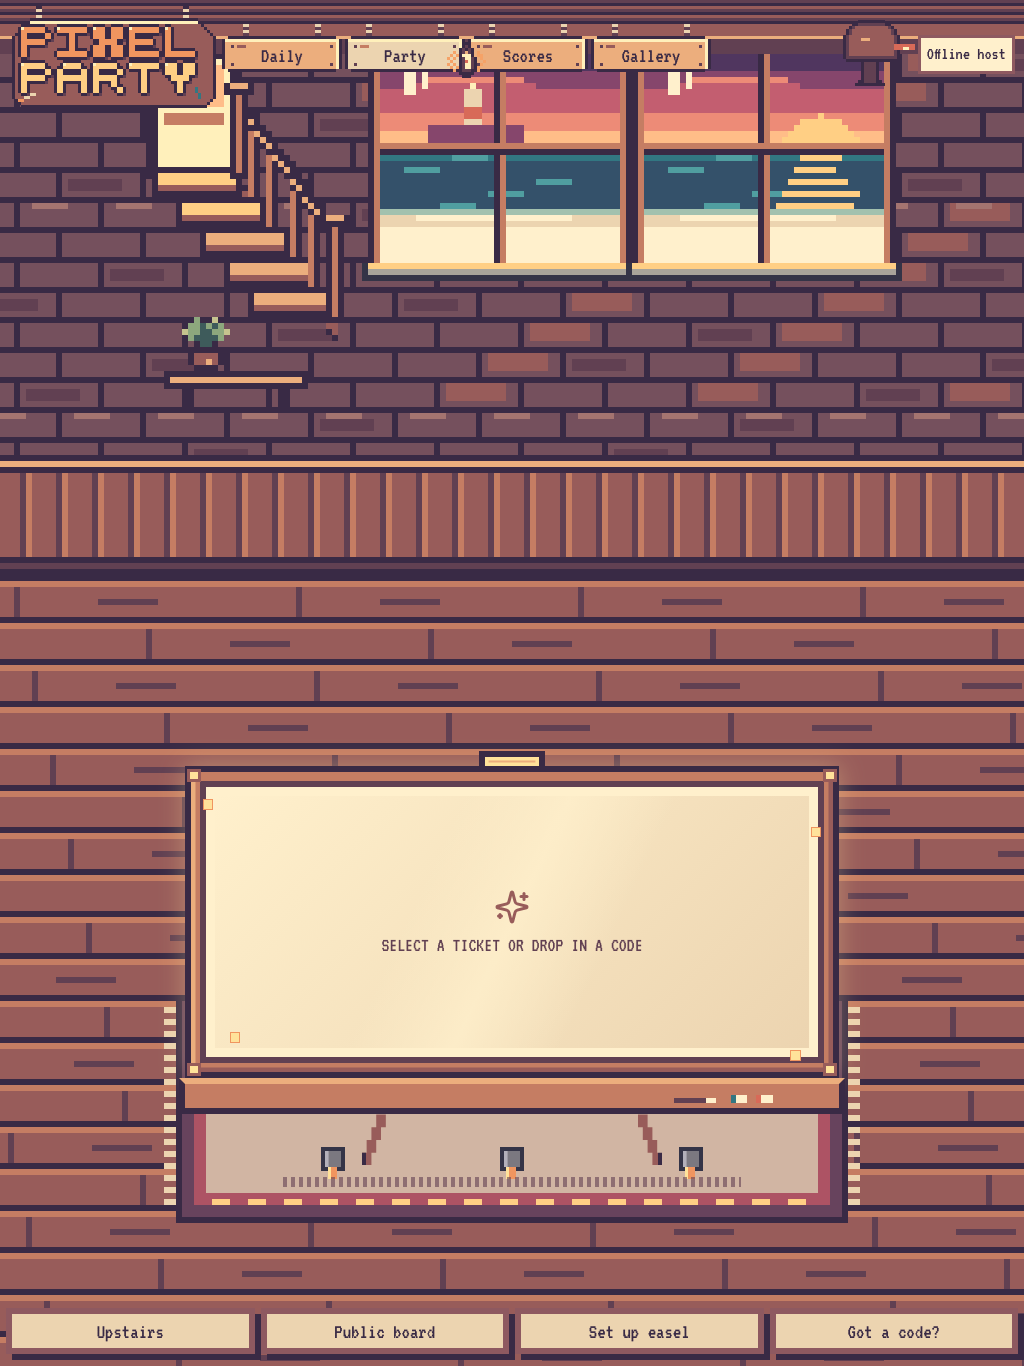 PIXEL
PARTY
Daily
Party
Scores
Gallery
Offline host
SELECT A TICKET OR DROP IN A CODE
Upstairs
Public board
Set up easel
Got a code?